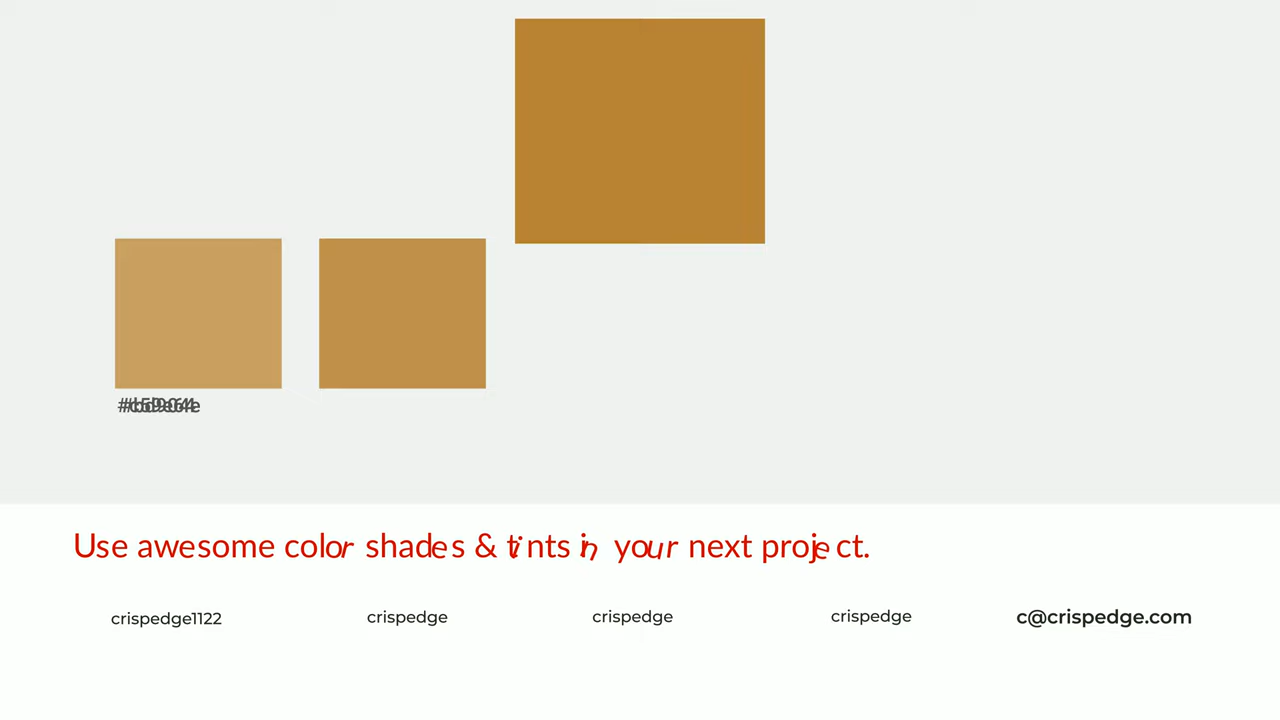 Use awesome color shades & tints in your next project.
crispedge1122 crispedge crispedge crispedge c@crispedge.com